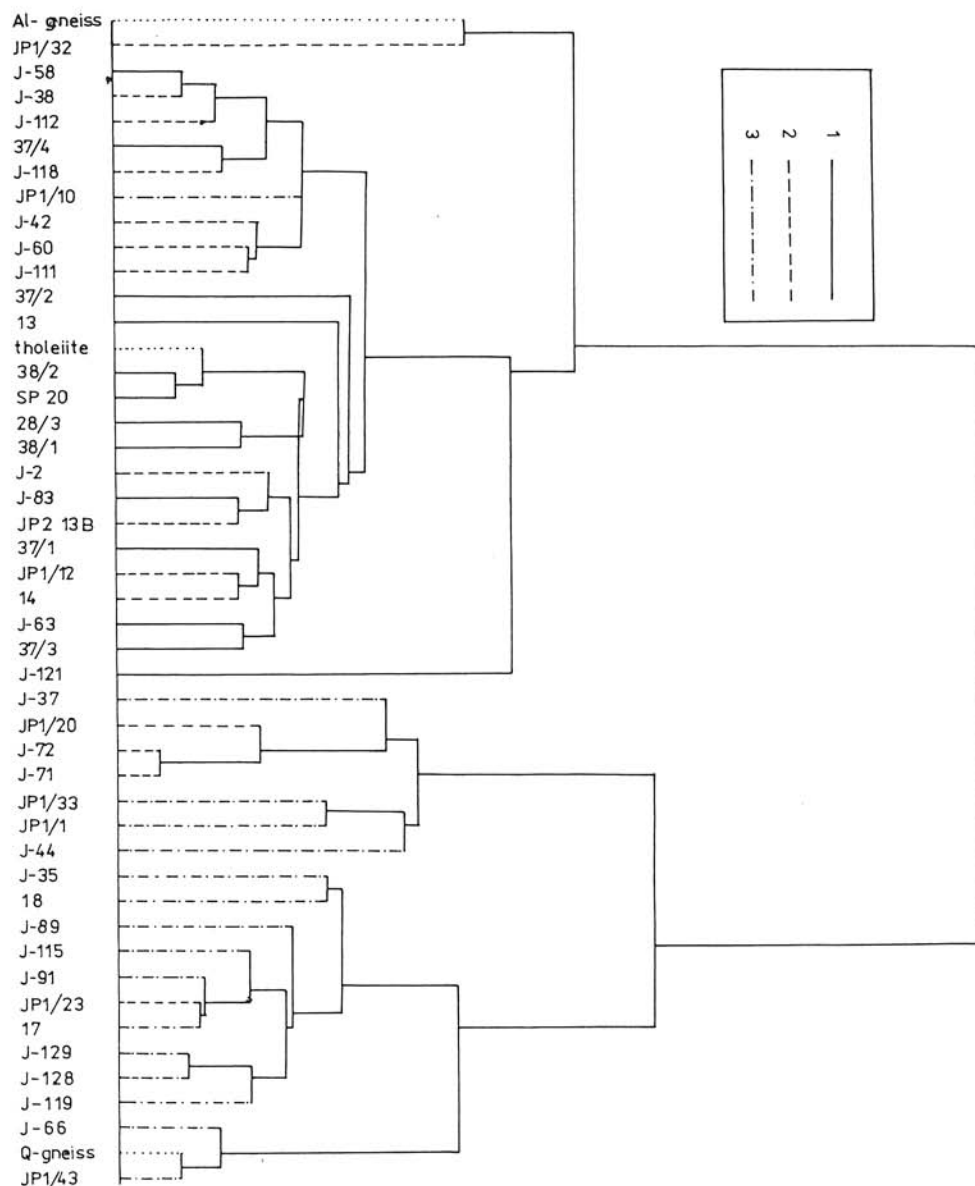 Al- gneiss
JP1/32
J-58
J-38
J-112
37/4
J-118
JP1/10
J-42
J-60
J-111
37/2
13
tholeiite
38/2
SP 20
28/3
38/1
J-2
J-83
JP2 13B
37/1
JP1/12
14
J-63
37/3
J-121
J-37
JP1/20
J-72
J-71
JP1/33
JP1/1
J-44
J-35
18
J-89
J-115
J-91
JP1/23
17
J-129
J-128
J-119
J-66
Q-gneiss
JP1/43
1
2
3